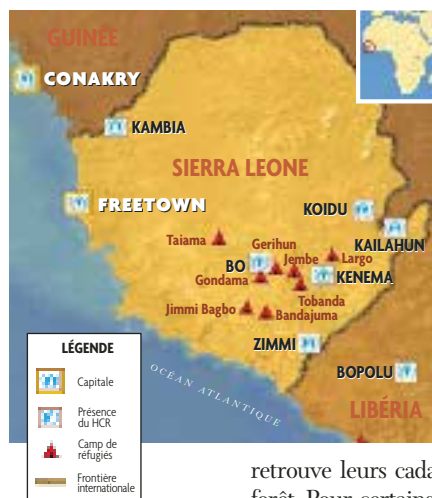 GUINÉE
CONAKRY
KAMBIA
SIERRA LEONE
FREETOWN
KOIDU
KAILAHUN
Taiama
Gerihun
Jembe
Largo
BO
KENEMA
Gondama
Tobanda
Jimmi Bagbo
Bandajuma
ZIMMI
BOPOLU
LIBÉRIA
OCÉAN ATLANTIQUE
LÉGENDE
Capitale
Présence
du HCR
Camp de
réfugiés
Frontière
internationale
retrouve leurs
forêt. Pour